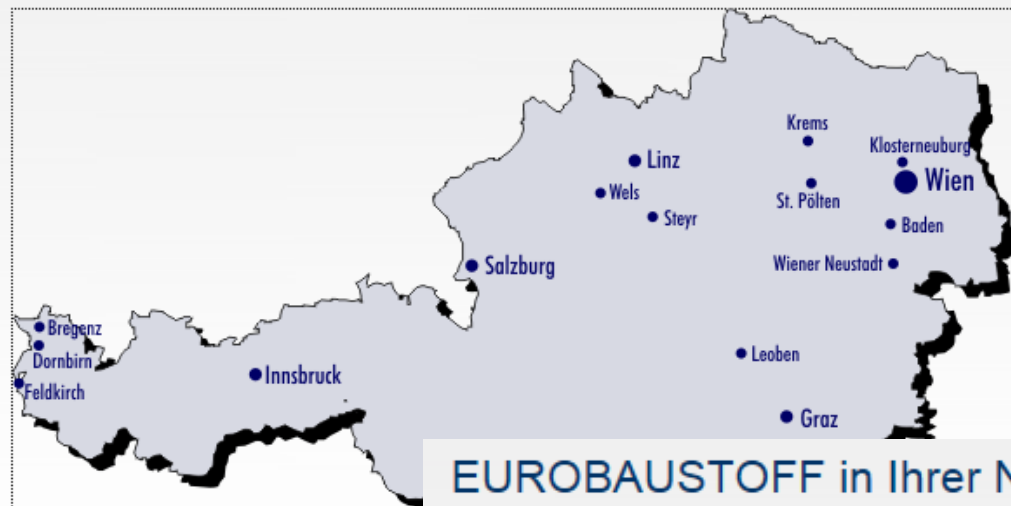 Krems
Klosterneuburg
Linz
Wien
Wels
St. Pölten
Steyr
Baden
Salzburg
Wiener Neustadt
Bregenz
Dornbirn
Leoben
Innsbruck
Feldkirch
Graz
EUROBAUSTOFF in Ihrer